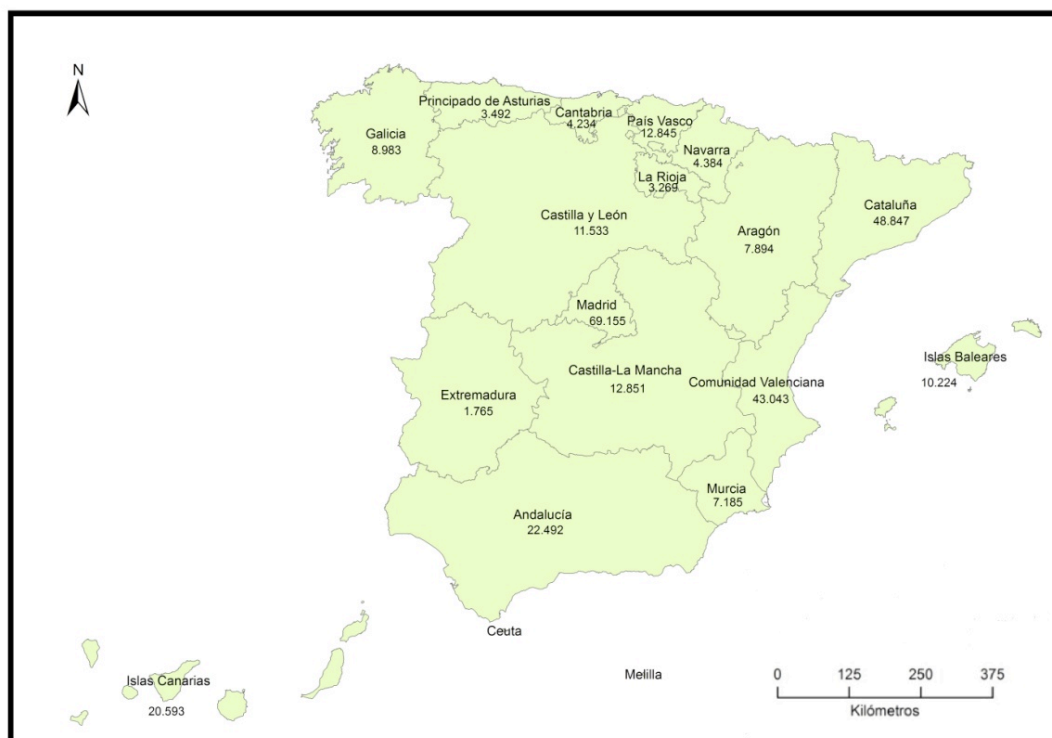 N
Principado de Asturias
3.492
Cantabria
4.234
País Vasco
12.845
Galicia
8.983
Navarra
4.384
La Rioja
3.269
Castilla y León
11.533
Aragón
7.894
Cataluña
48.847
Madrid
69.155
Islas Baleares
10.224
Castilla-La Mancha
12.851
Comunidad Valenciana
43.043
Extremadura
1.765
Murcia
7.185
Andalucía
22.492
Ceuta
Melilla
Islas Canarias
20.593
0 125 250 375
Kilómetros